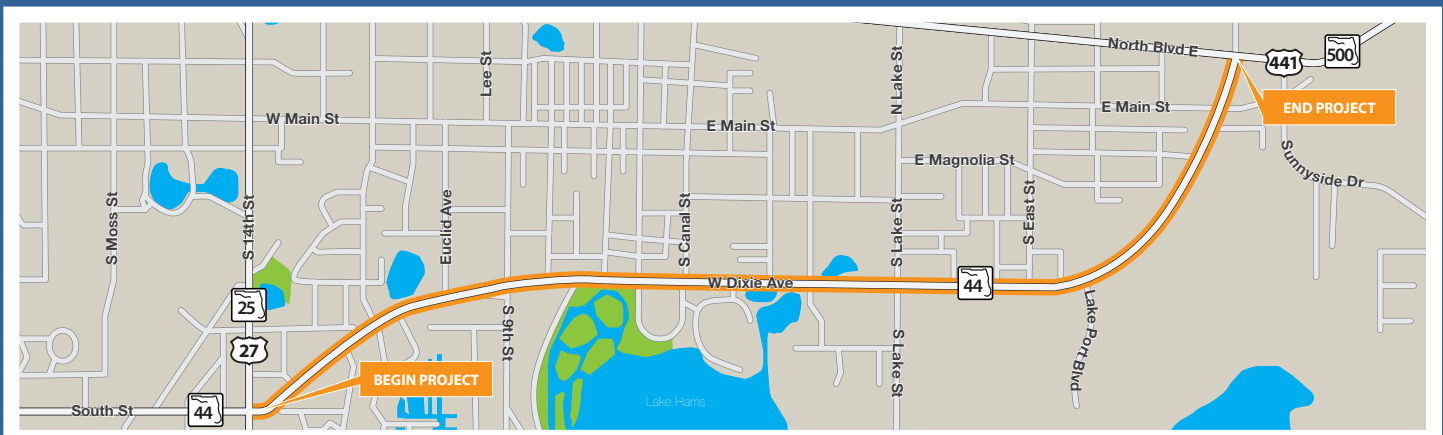 North Blvd E
441
500
END PROJECT
Lee St
N Lake St
E Main St
W Main St
E Main St
E Magnolia St
Sunnyside Dr
S Moss St
S 14th St
Euclid Ave
S Canal St
S Lake St
S East St
W Dixie Ave
44
25
27
S 9th St
Lake Port Blvd
S Lake St
BEGIN PROJECT
Lake Harris
South St
44